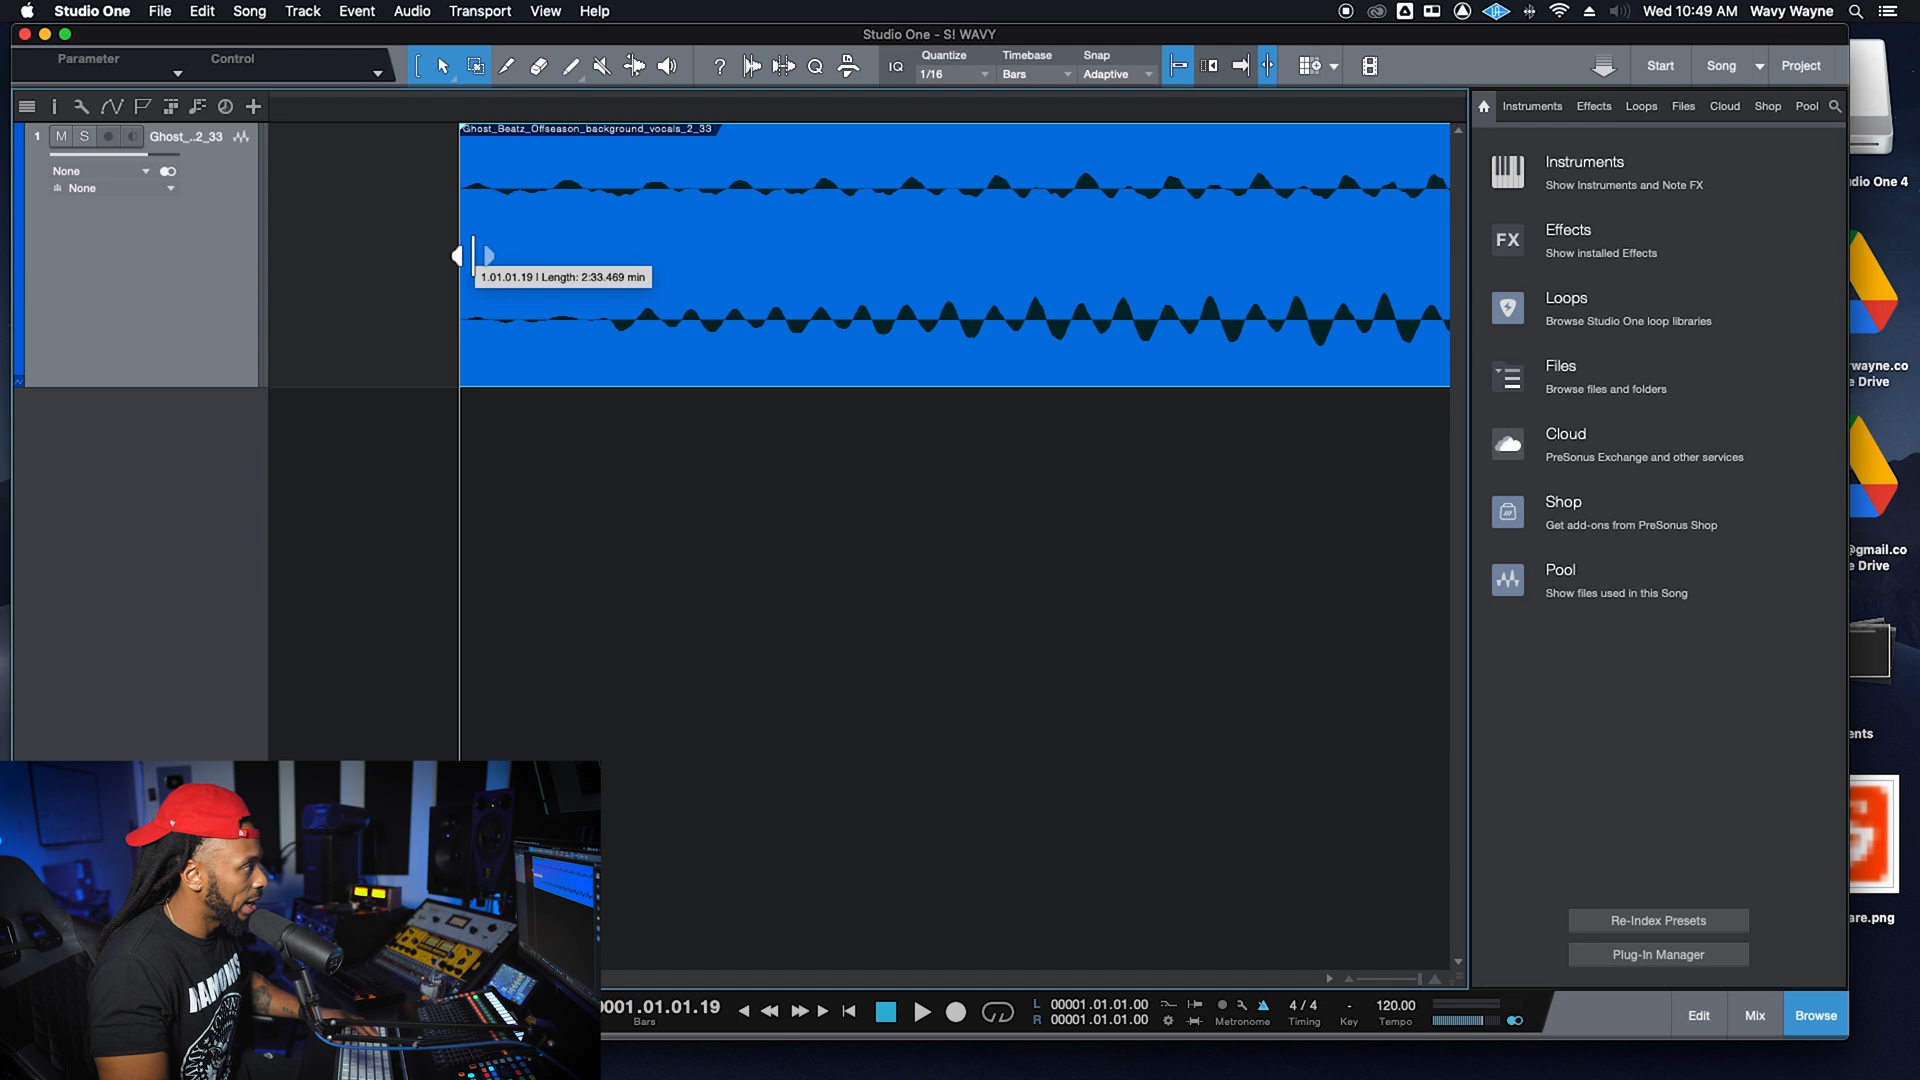 Studio One File Edit Song Track Event Audio Transport View Help
Wed 10:49 AM Wavy Wayne
Studio One - S! WAVY
Parameter
Control
IQ
Quantize
1/16
Timebase
Bars
Snap
Adaptive
Start
Song
Project
1 M S Ghost_..2_33
None
None
Ghost_Beatz_Offseason_background_vocals_2_33
1.01.01.19 | Length: 2:33.469 min
Instruments Effects Loops Files Cloud Shop Pool
Instruments
Show Instruments and Note FX
FX
Effects
Show installed Effects
Loops
Browse Studio One loop libraries
Files
Browse files and folders
Cloud
PreSonus Exchange and other services
Shop
Get add-ons from PreSonus Shop
Pool
Show files used in this Song
Re-Index Presets
Plug-In Manager
0001.01.01.19
Bars
L 00001.01.01.00
R 00001.01.01.00
Metronome
4 / 4
Timing
-
Key
120.00
Tempo
Edit
Mix
Browse
dio One 4
wayne.co
e Drive
@gmail.co
e Drive
ents
are.png
RAMONES